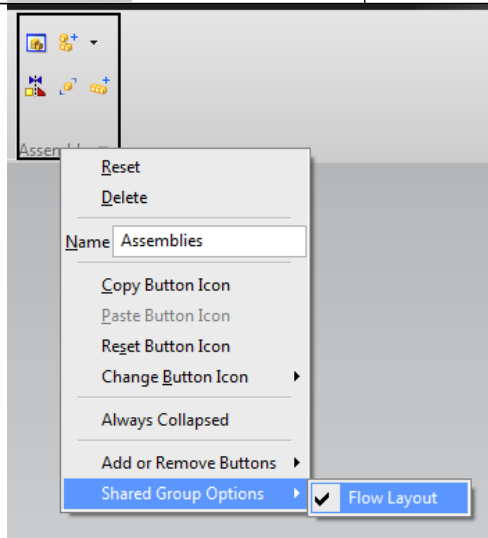 Reset
Delete
Name Assemblies
Copy Button Icon
Paste Button Icon
Reset Button Icon
Change Button Icon
Always Collapsed
Add or Remove Buttons
Shared Group Options
Flow Layout